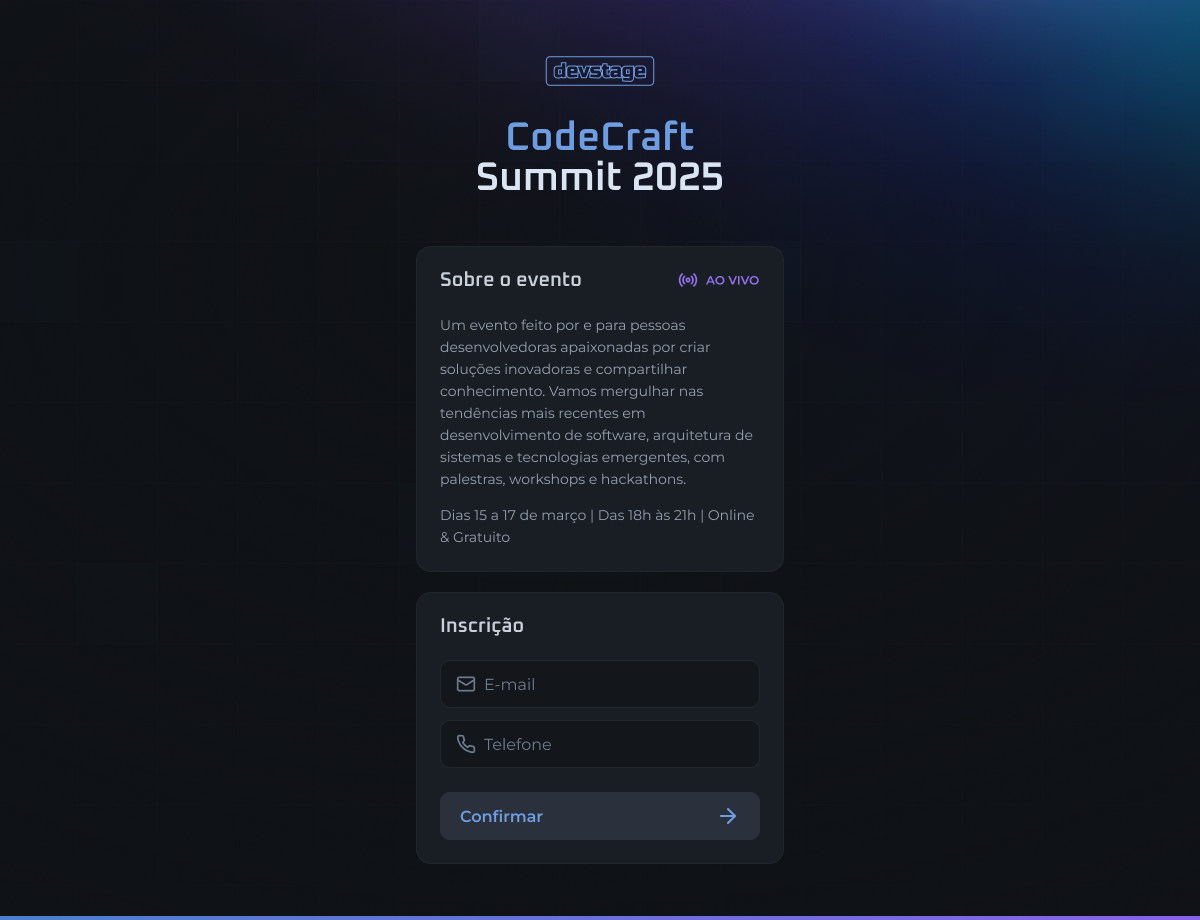 devstage
CodeCraft
Summit 2025
Sobre o evento
AO VIVO
Um evento feito por e para pessoas
desenvolvedoras apaixonadas por criar
soluções inovadoras e compartilhar
conhecimento. Vamos mergulhar nas
tendências mais recentes em
desenvolvimento de software, arquitetura de
sistemas e tecnologias emergentes, com
palestras, workshops e hackathons.
Dias 15 a 17 de março | Das 18h às 21h | Online
& Gratuito
Inscrição
E-mail
Telefone
Confirmar